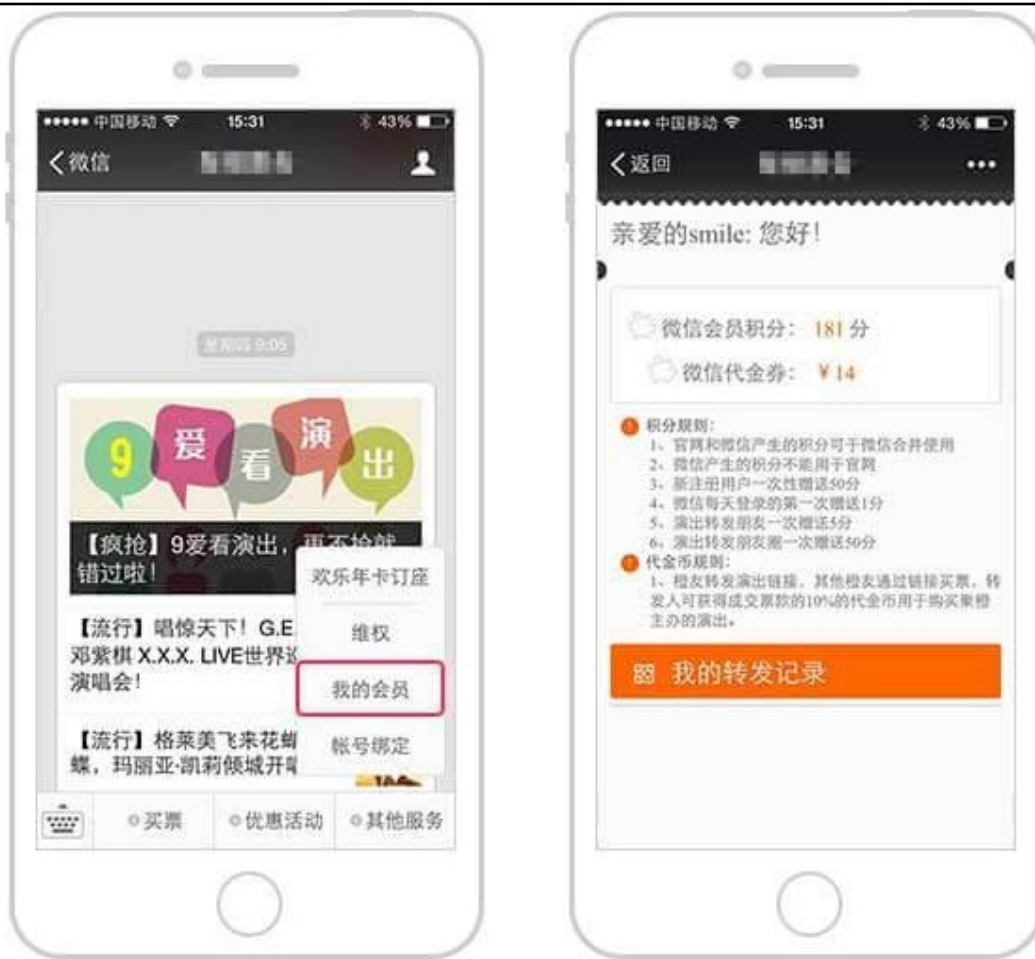 中国移动 15:31 43%
微信
星期四 9:05
9爱看演出
【疯抢】9爱看演出,再不抢就
错过啦!
【流行】唱惊天下!G.E.
邓紫棋 X.X.X. LIVE世界巡
演唱会!
【流行】格莱美飞来花蝴
蝶,玛丽亚·凯莉倾城开唱
欢乐年卡订座
维权
我的会员
帐号绑定
买票
优惠活动
其他服务
中国移动 15:31 43%
返回
亲爱的smile: 您好!
微信会员积分: 181 分
微信代金券: ¥14
积分规则:
1、官网和微信产生的积分可于微信合并使用
2、微信产生的积分不能用于官网
3、新注册用户一次性赠送50分
4、微信每天登录的第一次赠送1分
5、演出转发朋友一次赠送5分
6、演出转发朋友圈一次赠送50分
代金币规则:
1、橙友转发演出链接,其他橙友通过链接买票,转
发人可获得成交票款的10%的代金币用于购买聚橙
主办的演出。
我的转发记录